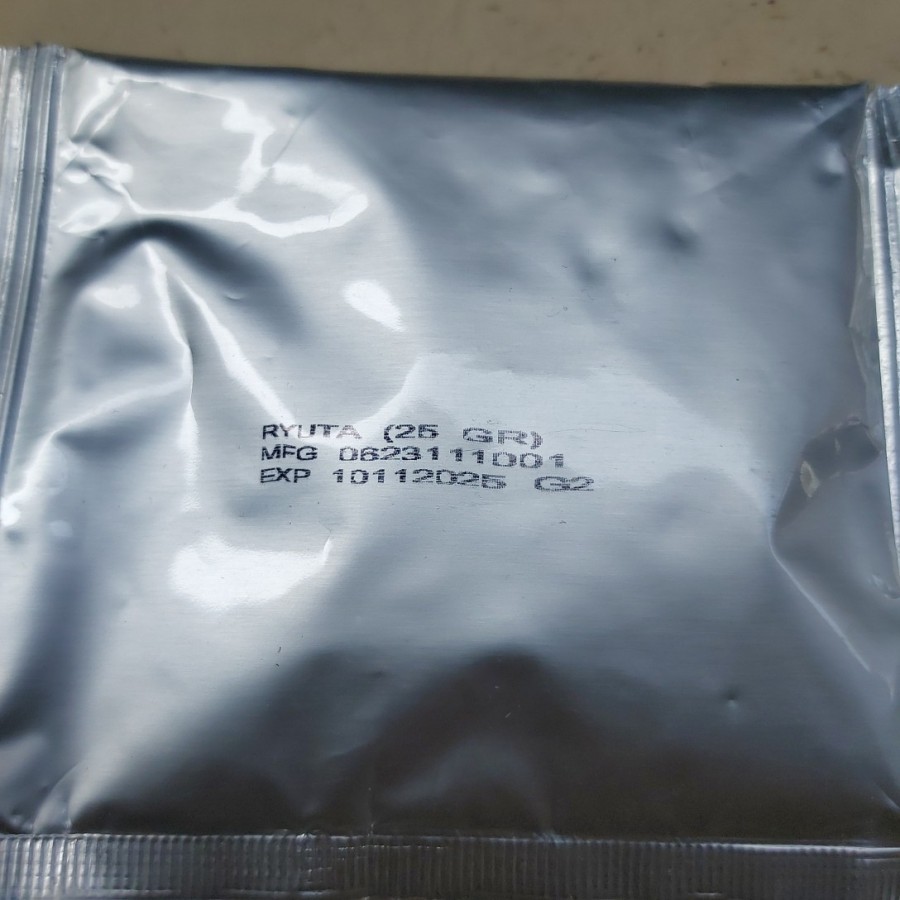 RYUTA (25 GR)
MFG 0623111001
EXP 10112025 G2